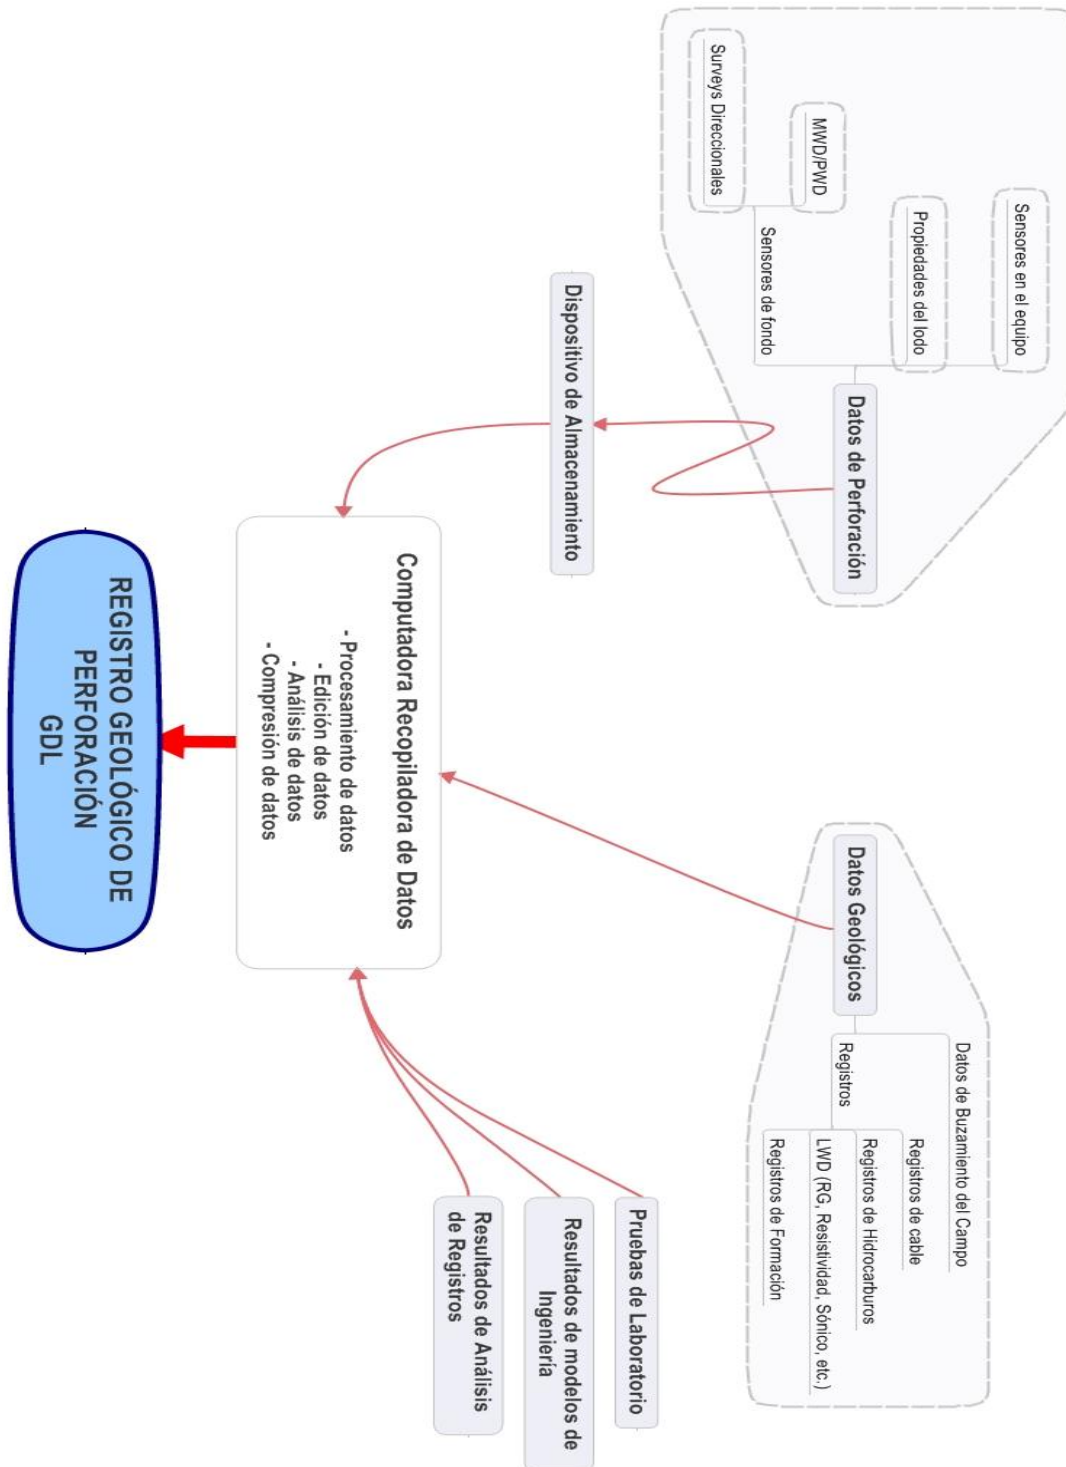 Sensores en el equipo
Propiedades del lodo
MWD/PWD
Surveys Direccionales
Sensores de fondo
Datos de Perforación
Dispositivo de Almacenamiento
Datos de Buzamiento del Campo
Registros de cable
Registros de Hidrocarburos
LWD (RG, Resistividad, Sónico, etc.)
Registros de Formación
Registros
Datos Geológicos
Computadora Recopiladora de Datos
- Procesamiento de datos
- Edición de datos
- Análisis de datos
- Compresión de datos
Pruebas de Laboratorio
Resultados de modelos de
Ingeniería
Resultados de Análisis
de Registros
REGISTRO GEOLÓGICO DE
PERFORACIÓN
GDL